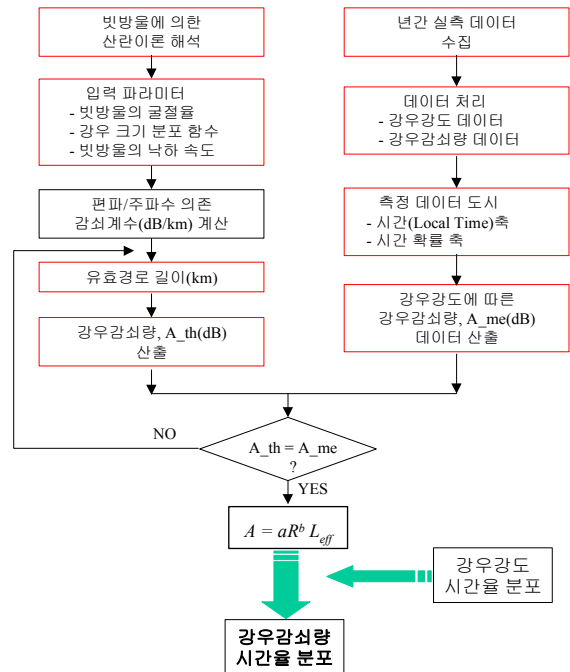 빗방울에 의한
산란이론 해석
입력 파라미터
- 빗방울의 굴절율
- 강우 크기 분포 함수
- 빗방울의 낙하 속도
편파/주파수 의존
감쇠계수(dB/km) 계산
유효경로 길이(km)
강우감쇠량, A_th(dB)
산출
년간 실측 데이터
수집
데이터 처리
- 강우강도 데이터
- 강우감쇠량 데이터
측정 데이터 도시
- 시간(Local Time)축
- 시간 확률 축
강우강도에 따른
강우감쇠량, A_me(dB)
데이터 산출
NO
A_th = A_me
?
YES
A = aR^b L_eff
강우강도
시간율 분포
강우감쇠량
시간율 분포